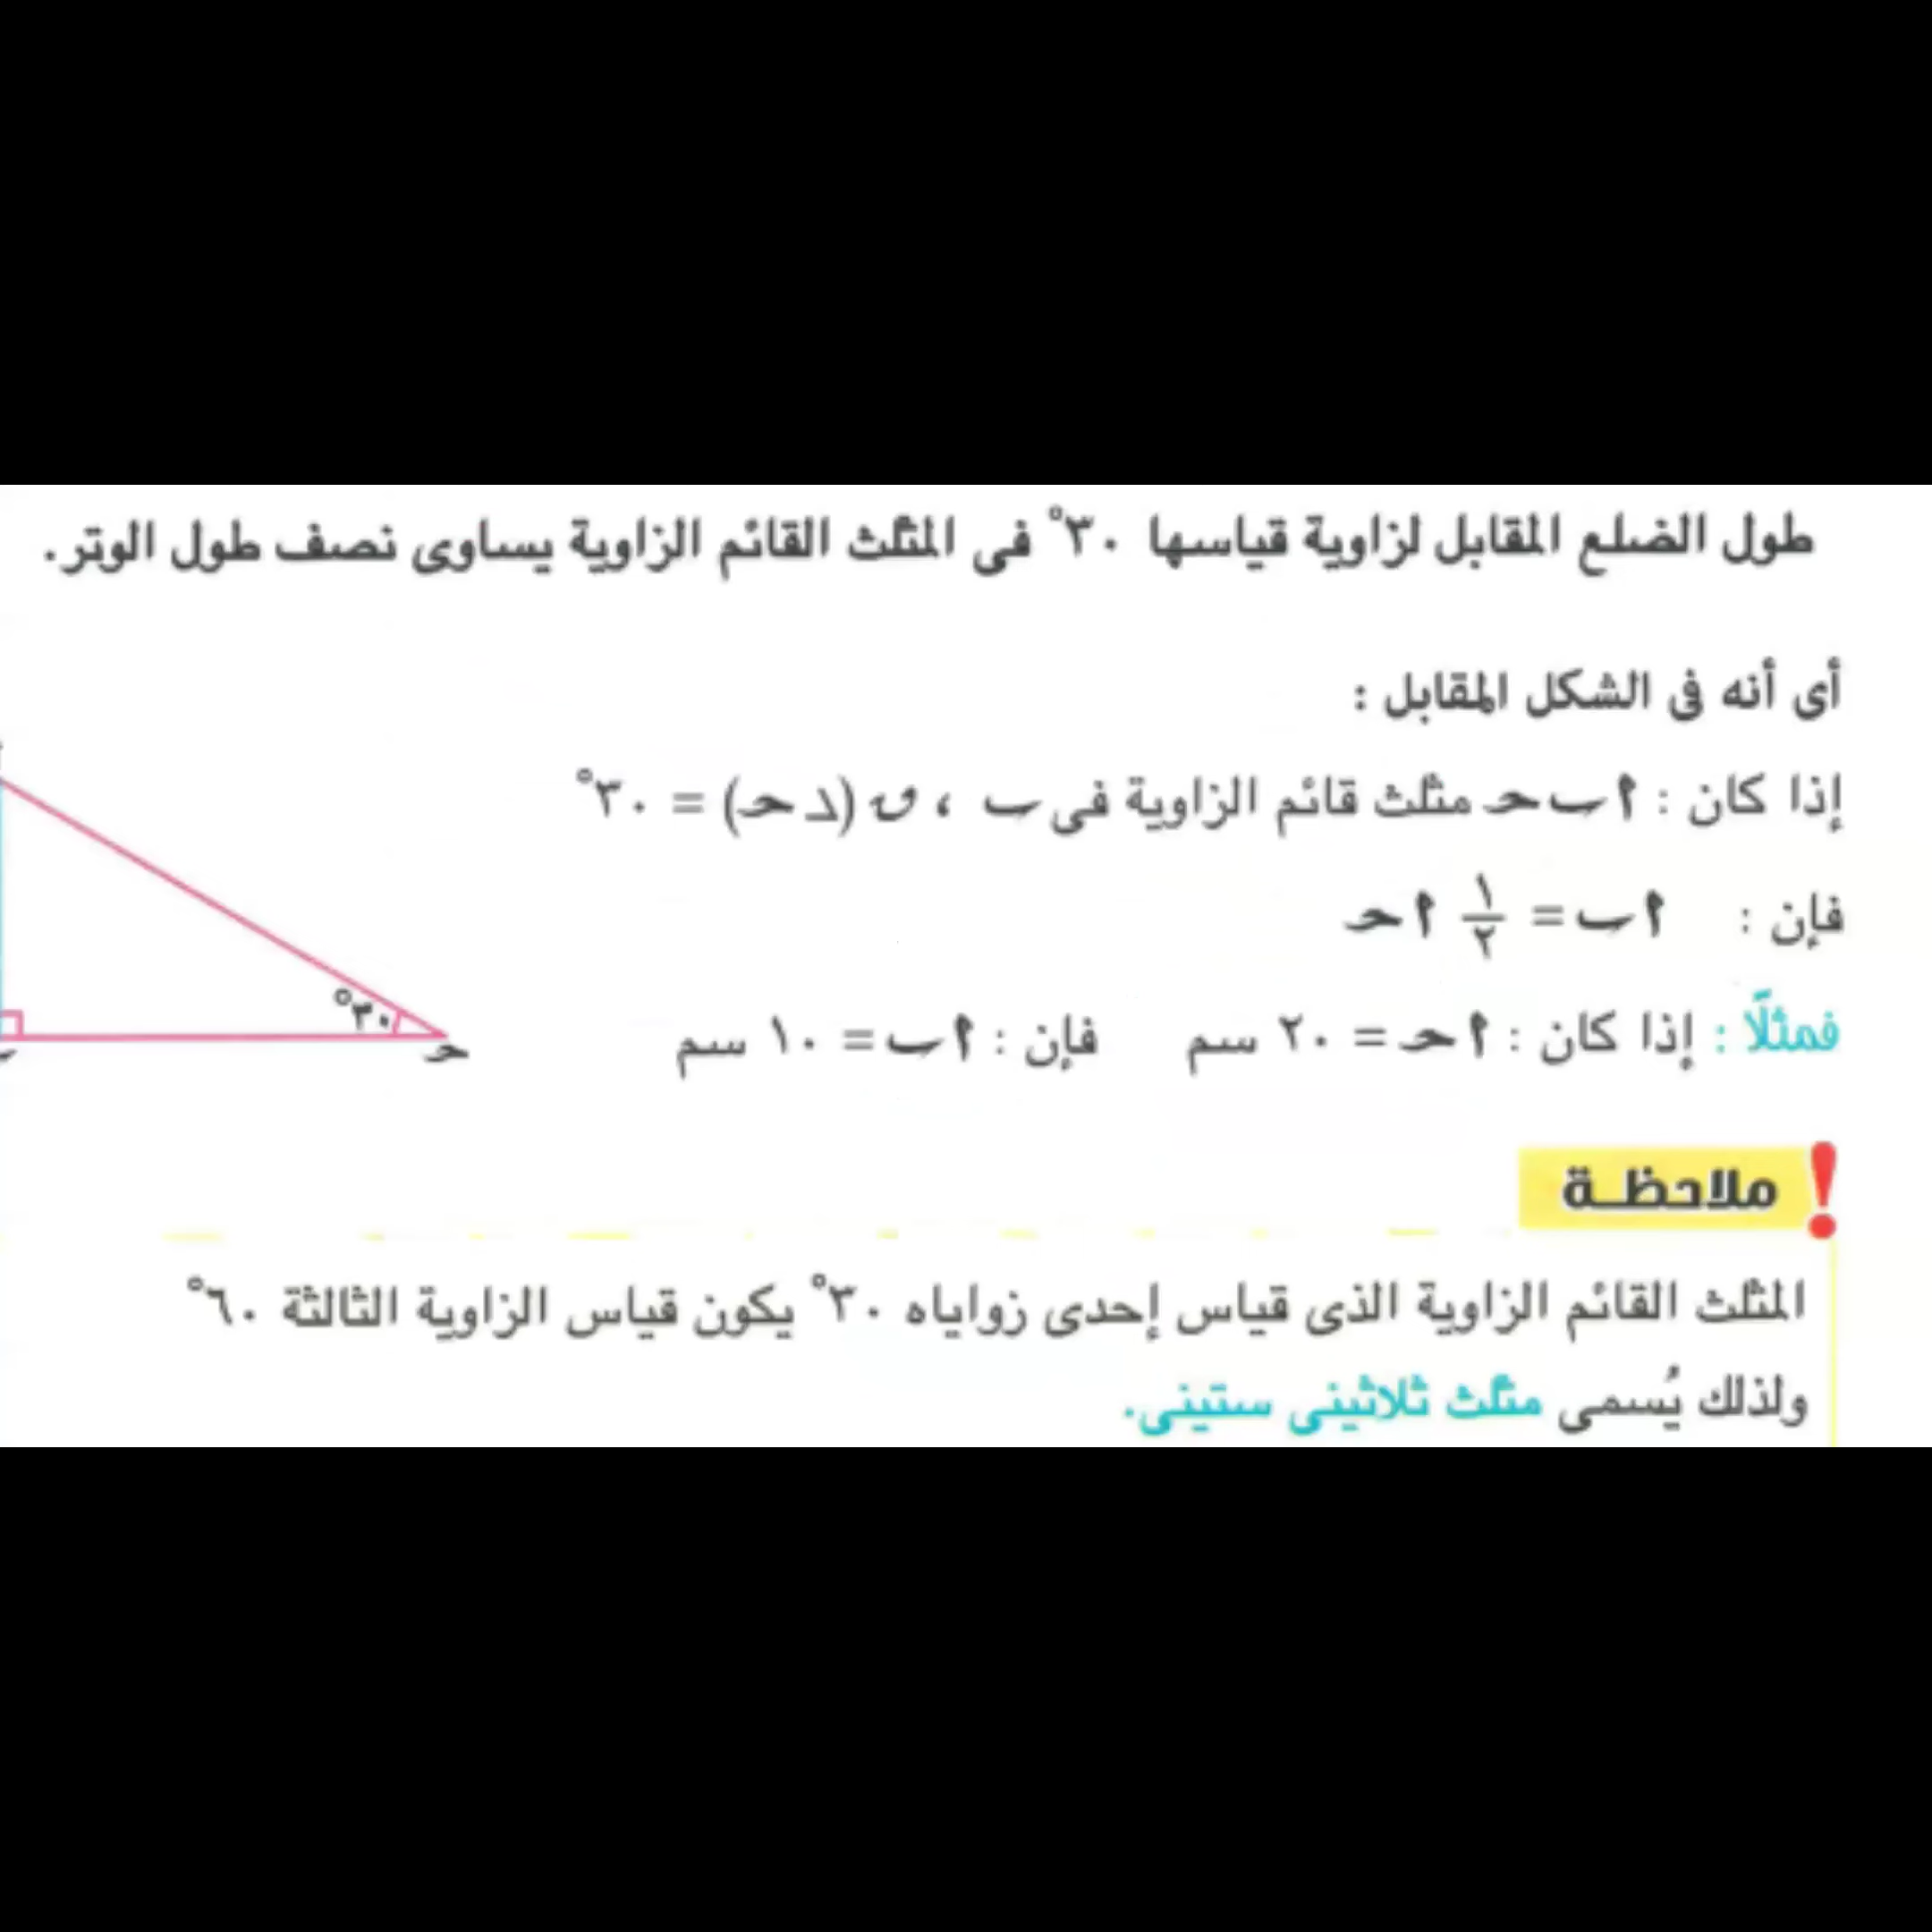 طول الضلع المقابل لزاوية قياسها ٣٠° فى المثلث القائم الزاوية يساوى نصف طول الوتر.
أى أنه فى الشكل المقابل :
إذا كان : ا ب حـ مثلث قائم الزاوية فى ب ، ق (∠ حـ) = ٣٠°
فإن : ا ب = ١/٢ ا حـ
فمثلًا : إذا كان : ا حـ = ٢٠ سم فإن : ا ب = ١٠ سم
٣٠°
حـ
! ملاحظـة
المثلث القائم الزاوية الذى قياس إحدى زواياه ٣٠° يكون قياس الزاوية الثالثة ٦٠°
ولذلك يُسمى مثلث ثلاثينى ستينى.